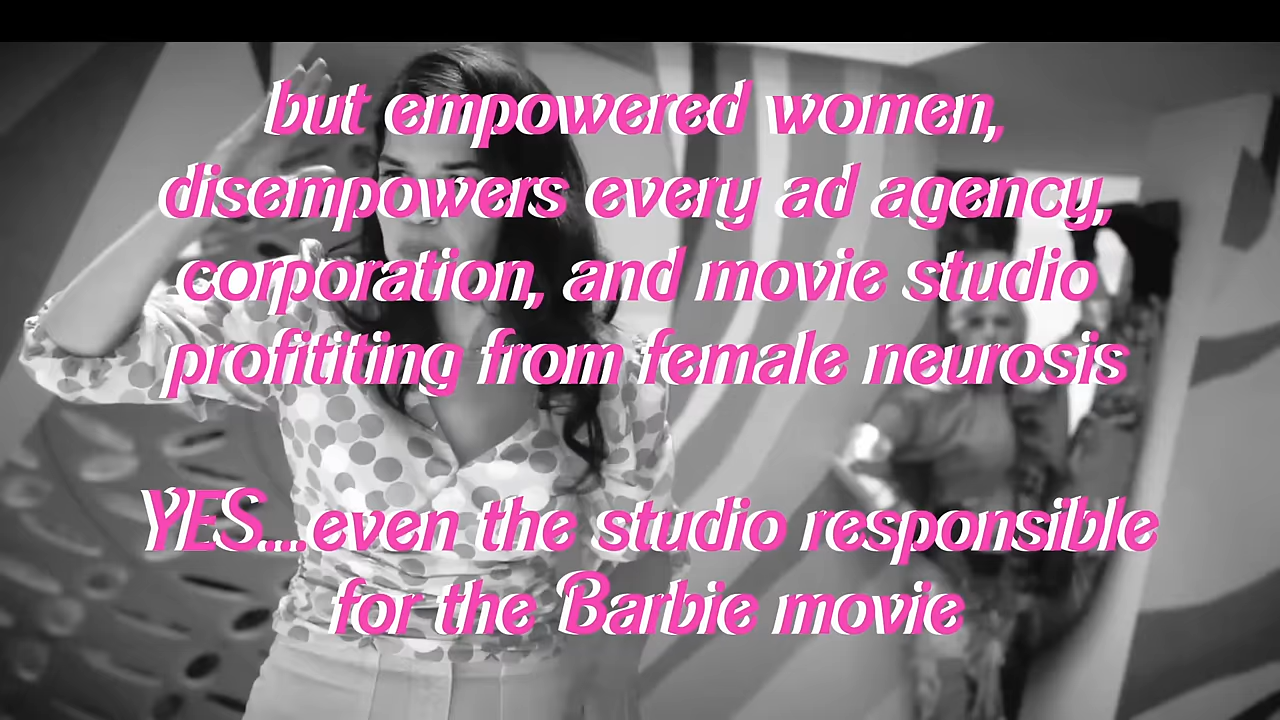 but empowered women,
disempowers every ad agency,
corporation, and movie studio
profititing from female neurosis
YES....even the studio responsible
for the Barbie movie